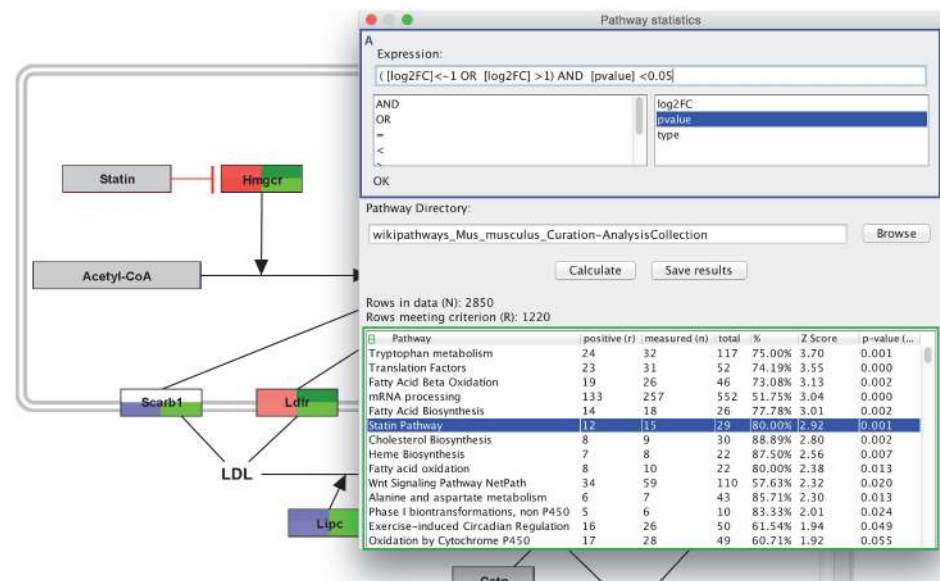 Pathway statistics
A
Expression:
( [log2FC]<-1 OR [log2FC] >1) AND [pvalue] <0.05
AND
OR
=
<
log2FC
pvalue
type
OK
Pathway Directory:
wikipathways_Mus_musculus_Curation-AnalysisCollection
Browse
Calculate
Save results
Rows in data (N): 2850
Rows meeting criterion (R): 1220
B Pathway positive (r) measured (n) total % Z Score p-value (...
Tryptophan metabolism 24 32 117 75.00% 3.70 0.001
Translation Factors 23 31 52 74.19% 3.55 0.000
Fatty Acid Beta Oxidation 19 26 46 73.08% 3.13 0.002
mRNA processing 133 257 552 51.75% 3.04 0.000
Fatty Acid Biosynthesis 14 18 26 77.78% 3.01 0.002
Statin Pathway 12 15 29 80.00% 2.92 0.001
Cholesterol Biosynthesis 8 9 30 88.89% 2.80 0.002
Heme Biosynthesis 7 8 22 87.50% 2.56 0.007
Fatty acid oxidation 8 10 22 80.00% 2.38 0.013
Wnt Signaling Pathway NetPath 34 59 110 57.63% 2.32 0.020
Alanine and aspartate metabolism 6 7 43 85.71% 2.30 0.013
Phase I biontransformations, non P450 5 6 10 83.33% 2.01 0.024
Exercise-induced Circadian Regulation 16 26 50 61.54% 1.94 0.049
Oxidation by Cytochrome P450 17 28 49 60.71% 1.92 0.055
Statin
Hmgcr
Acetyl-CoA
Scarb1
Ldlr
LDL
Lipc